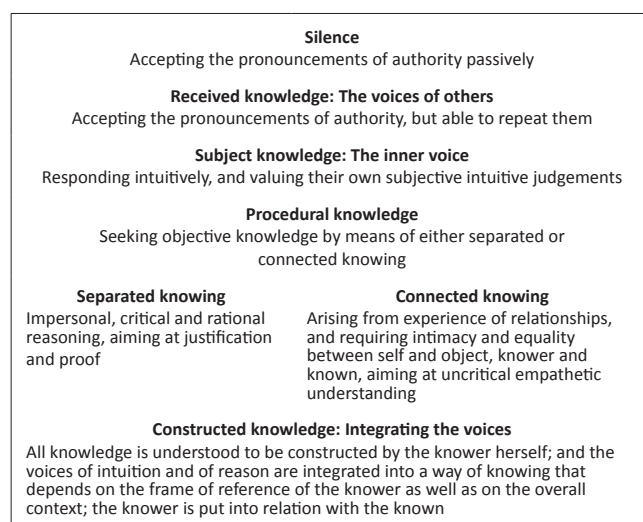 Silence
Accepting the pronouncements of authority passively
Received knowledge: The voices of others
Accepting the pronouncements of authority, but able to repeat them
Subject knowledge: The inner voice
Responding intuitively, and valuing their own subjective intuitive judgements
Procedural knowledge
Seeking objective knowledge by means of either separated or
connected knowing
Separated knowing
Impersonal, critical and rational
reasoning, aiming at justification
and proof
Connected knowing
Arising from experience of relationships,
and requiring intimacy and equality
between self and object, knower and
known, aiming at uncritical empathetic
understanding
Constructed knowledge: Integrating the voices
All knowledge is understood to be constructed by the knower herself; and the
voices of intuition and of reason are integrated into a way of knowing that
depends on the frame of reference of the knower as well as on the overall
context; the knower is put into relation with the known